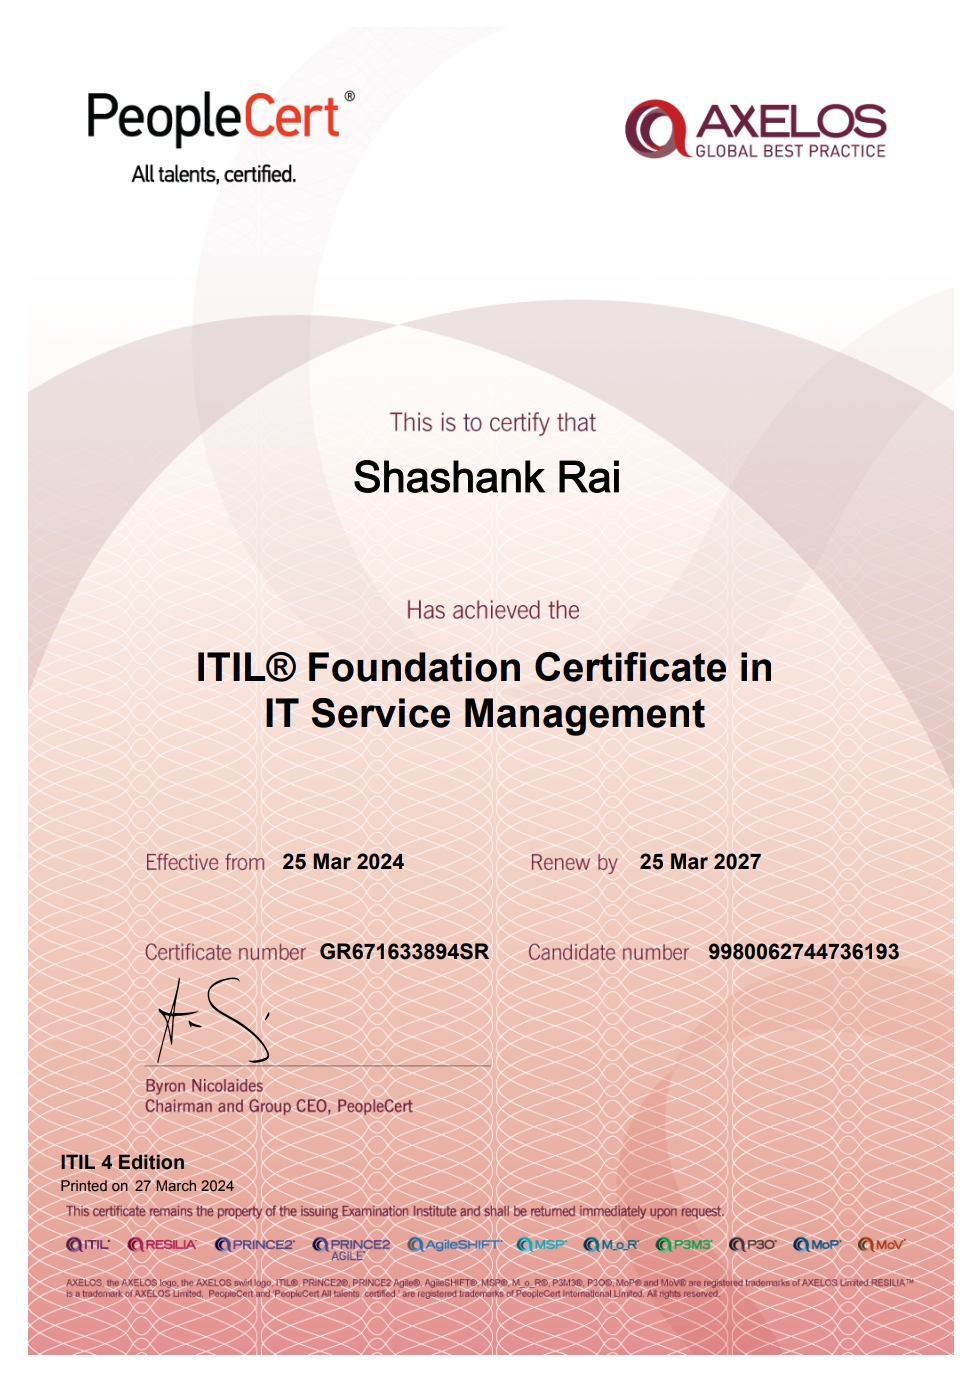 PeopleCert®
All talents, certified.
AXELOS
GLOBAL BEST PRACTICE
This is to certify that
Shashank Rai
Has achieved the
ITIL® Foundation Certificate in
IT Service Management
Effective from 25 Mar 2024 Renew by 25 Mar 2027
Certificate number GR671633894SR Candidate number 9980062744736193
Byron Nicolaides
Chairman and Group CEO, PeopleCert
ITIL 4 Edition
Printed on 27 March 2024
This certificate remains the property of the issuing Examination Institute and shall be returned immediately upon request.
ITIL® RESILIA™ PRINCE2® PRINCE2 AGILE® AgileSHIFT® MSP® M_o_R® P3M3® P3O® MoP® MoV®
AXELOS, the AXELOS logo, the AXELOS swirl logo, ITIL®, PRINCE2®, PRINCE2 Agile®, AgileSHIFT®, MSP®, M_o_R®, P3M3®, P3O®, MoP® and MoV® are registered trademarks of AXELOS Limited.RESILIA™
is a trademark of AXELOS Limited. PeopleCert and 'PeopleCert All talents, certified.' are registered trademarks of PeopleCert International Limited. All rights reserved.